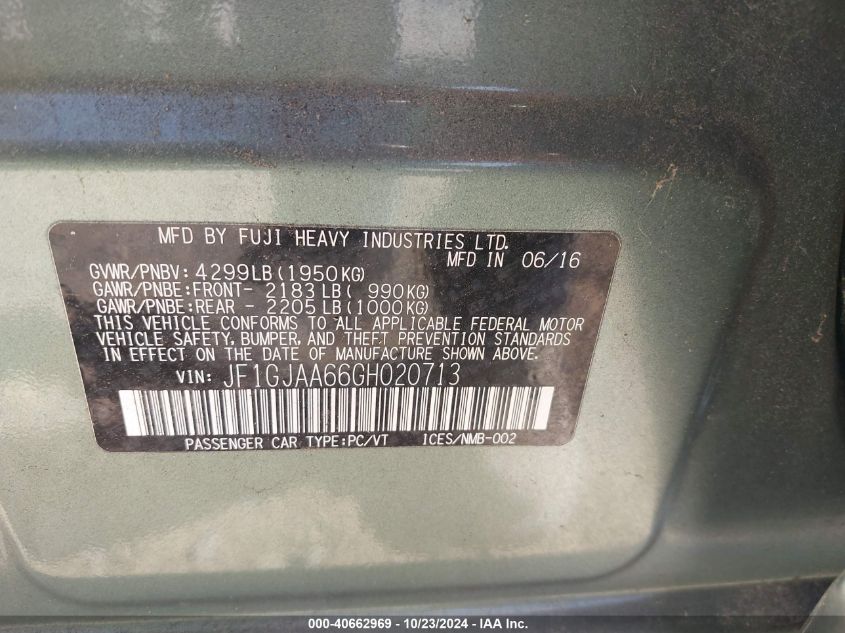 MFD BY FUJI HEAVY INDUSTRIES LTD.
MFD IN 06/16
GVWR/PNBV: 4299LB(1950KG)
GAWR/PNBE:FRONT- 2183LB( 990KG)
GAWR/PNBE:REAR - 2205LB(1000KG)
THIS VEHICLE CONFORMS TO ALL APPLICABLE FEDERAL MOTOR
VEHICLE SAFETY, BUMPER, AND THEFT PREVENTION STANDARDS
IN EFFECT ON THE DATE OF MANUFACTURE SHOWN ABOVE.
VIN: JF1GJAA66GH020713
PASSENGER CAR TYPE:PC/VT ICES/NMB-002
000-40662969 - 10/23/2024 - IAA Inc.